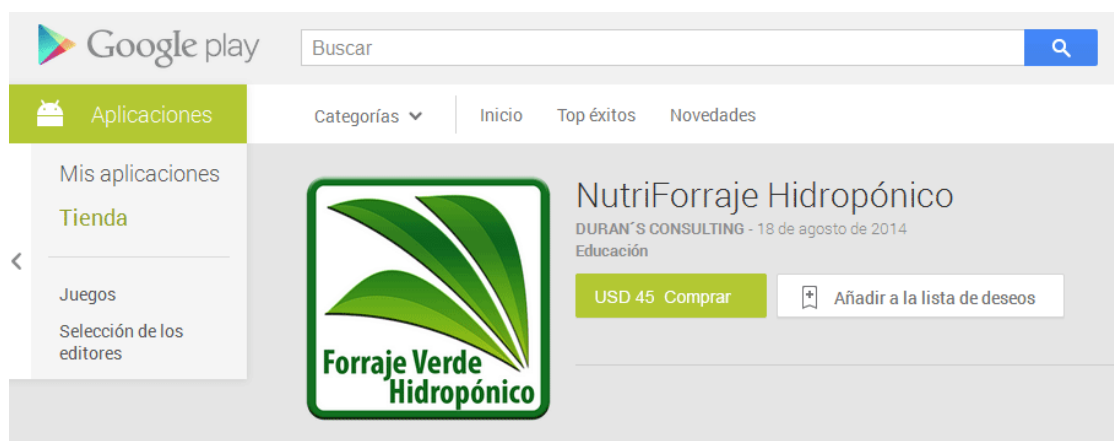 Google play
Buscar
Aplicaciones
Categorías
Inicio
Top éxitos
Novedades
Mis aplicaciones
Tienda
Juegos
Selección de los
editores
Forraje Verde
Hidropónico
NutriForraje Hidropónico
DURAN´S CONSULTING - 18 de agosto de 2014
Educación
USD 45 Comprar
Añadir a la lista de deseos